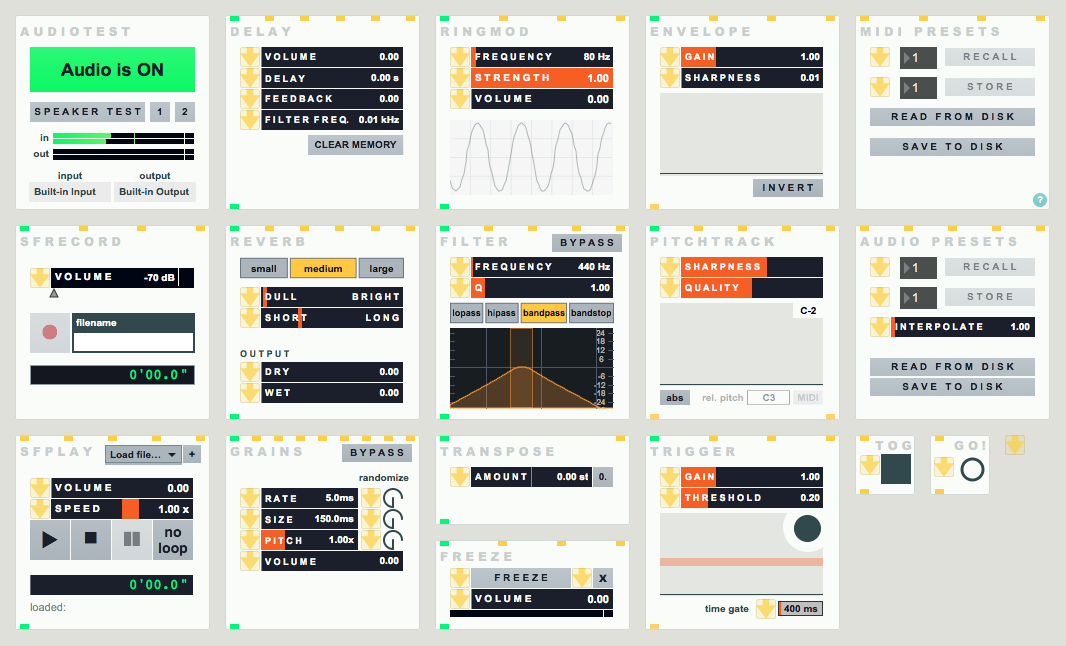 AUDIOTEST
Audio is ON
SPEAKER TEST 1 2
in
out
input output
Built-in Input Built-in Output
DELAY
VOLUME 0.00
DELAY 0.00 s
FEEDBACK 0.00
FILTER FREQ. 0.01 kHz
CLEAR MEMORY
RINGMOD
FREQUENCY 80 Hz
STRENGTH 1.00
VOLUME 0.00
ENVELOPE
GAIN 1.00
SHARPNESS 0.01
INVERT
MIDI PRESETS
1 RECALL
1 STORE
READ FROM DISK
SAVE TO DISK
?
SFRECORD
VOLUME -70 dB
filename
0'00.0"
REVERB
small medium large
DULL BRIGHT
SHORT LONG
OUTPUT
DRY 0.00
WET 0.00
FILTER BYPASS
FREQUENCY 440 Hz
Q 1.00
lopass hipass bandpass bandstop
24
18
12
6
-6
-12
-18
-24
PITCHTRACK
SHARPNESS
QUALITY
C-2
abs rel. pitch C3 MIDI
AUDIO PRESETS
1 RECALL
1 STORE
INTERPOLATE 1.00
READ FROM DISK
SAVE TO DISK
SFPLAY Load file... +
VOLUME 0.00
SPEED 1.00 x
no
loop
0'00.0"
loaded:
GRAINS BYPASS
randomize
RATE 5.0ms
SIZE 150.0ms
PITCH 1.00x
VOLUME 0.00
TRANSPOSE
AMOUNT 0.00 st 0.
FREEZE
FREEZE X
VOLUME 0.00
TRIGGER
GAIN 1.00
THRESHOLD 0.20
time gate 400 ms
TOG
GO!